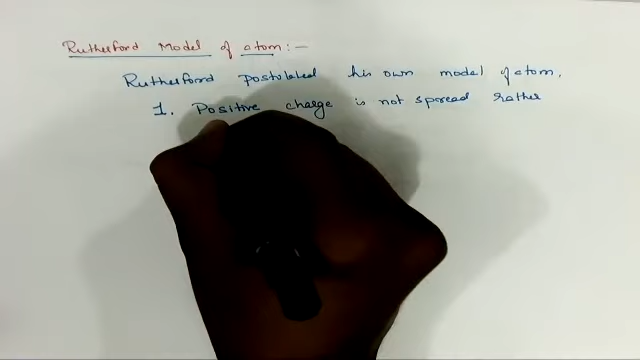 Rutherford Model of atom :-
Rutherford postulated his own model of atom.
1. Positive charge is not spread rather